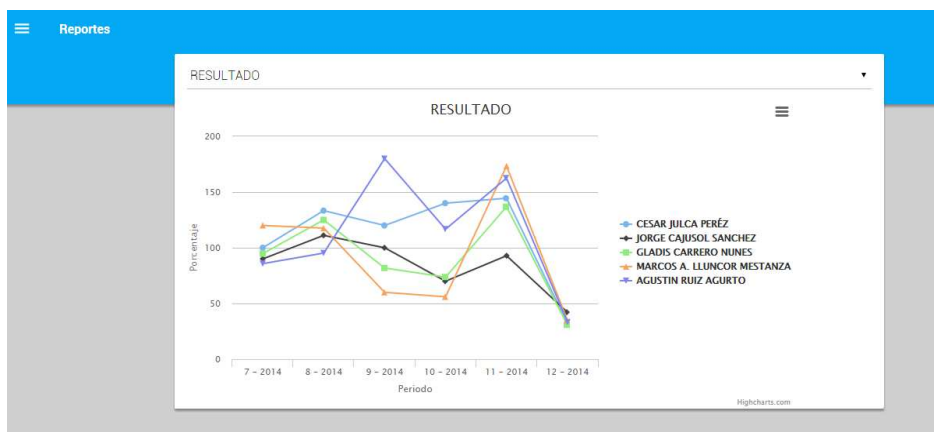 Reportes
RESULTADO
RESULTADO
200
150
100
50
0
Porcentaje
7 - 2014
8 - 2014
9 - 2014
10 - 2014
11 - 2014
12 - 2014
Periodo
CESAR JULCA PERÉZ
JORGE CAJUSOL SANCHEZ
GLADIS CARRERO NUNES
MARCOS A. LLUNCOR MESTANZA
AGUSTIN RUIZ AGURTO
Highcharts.com